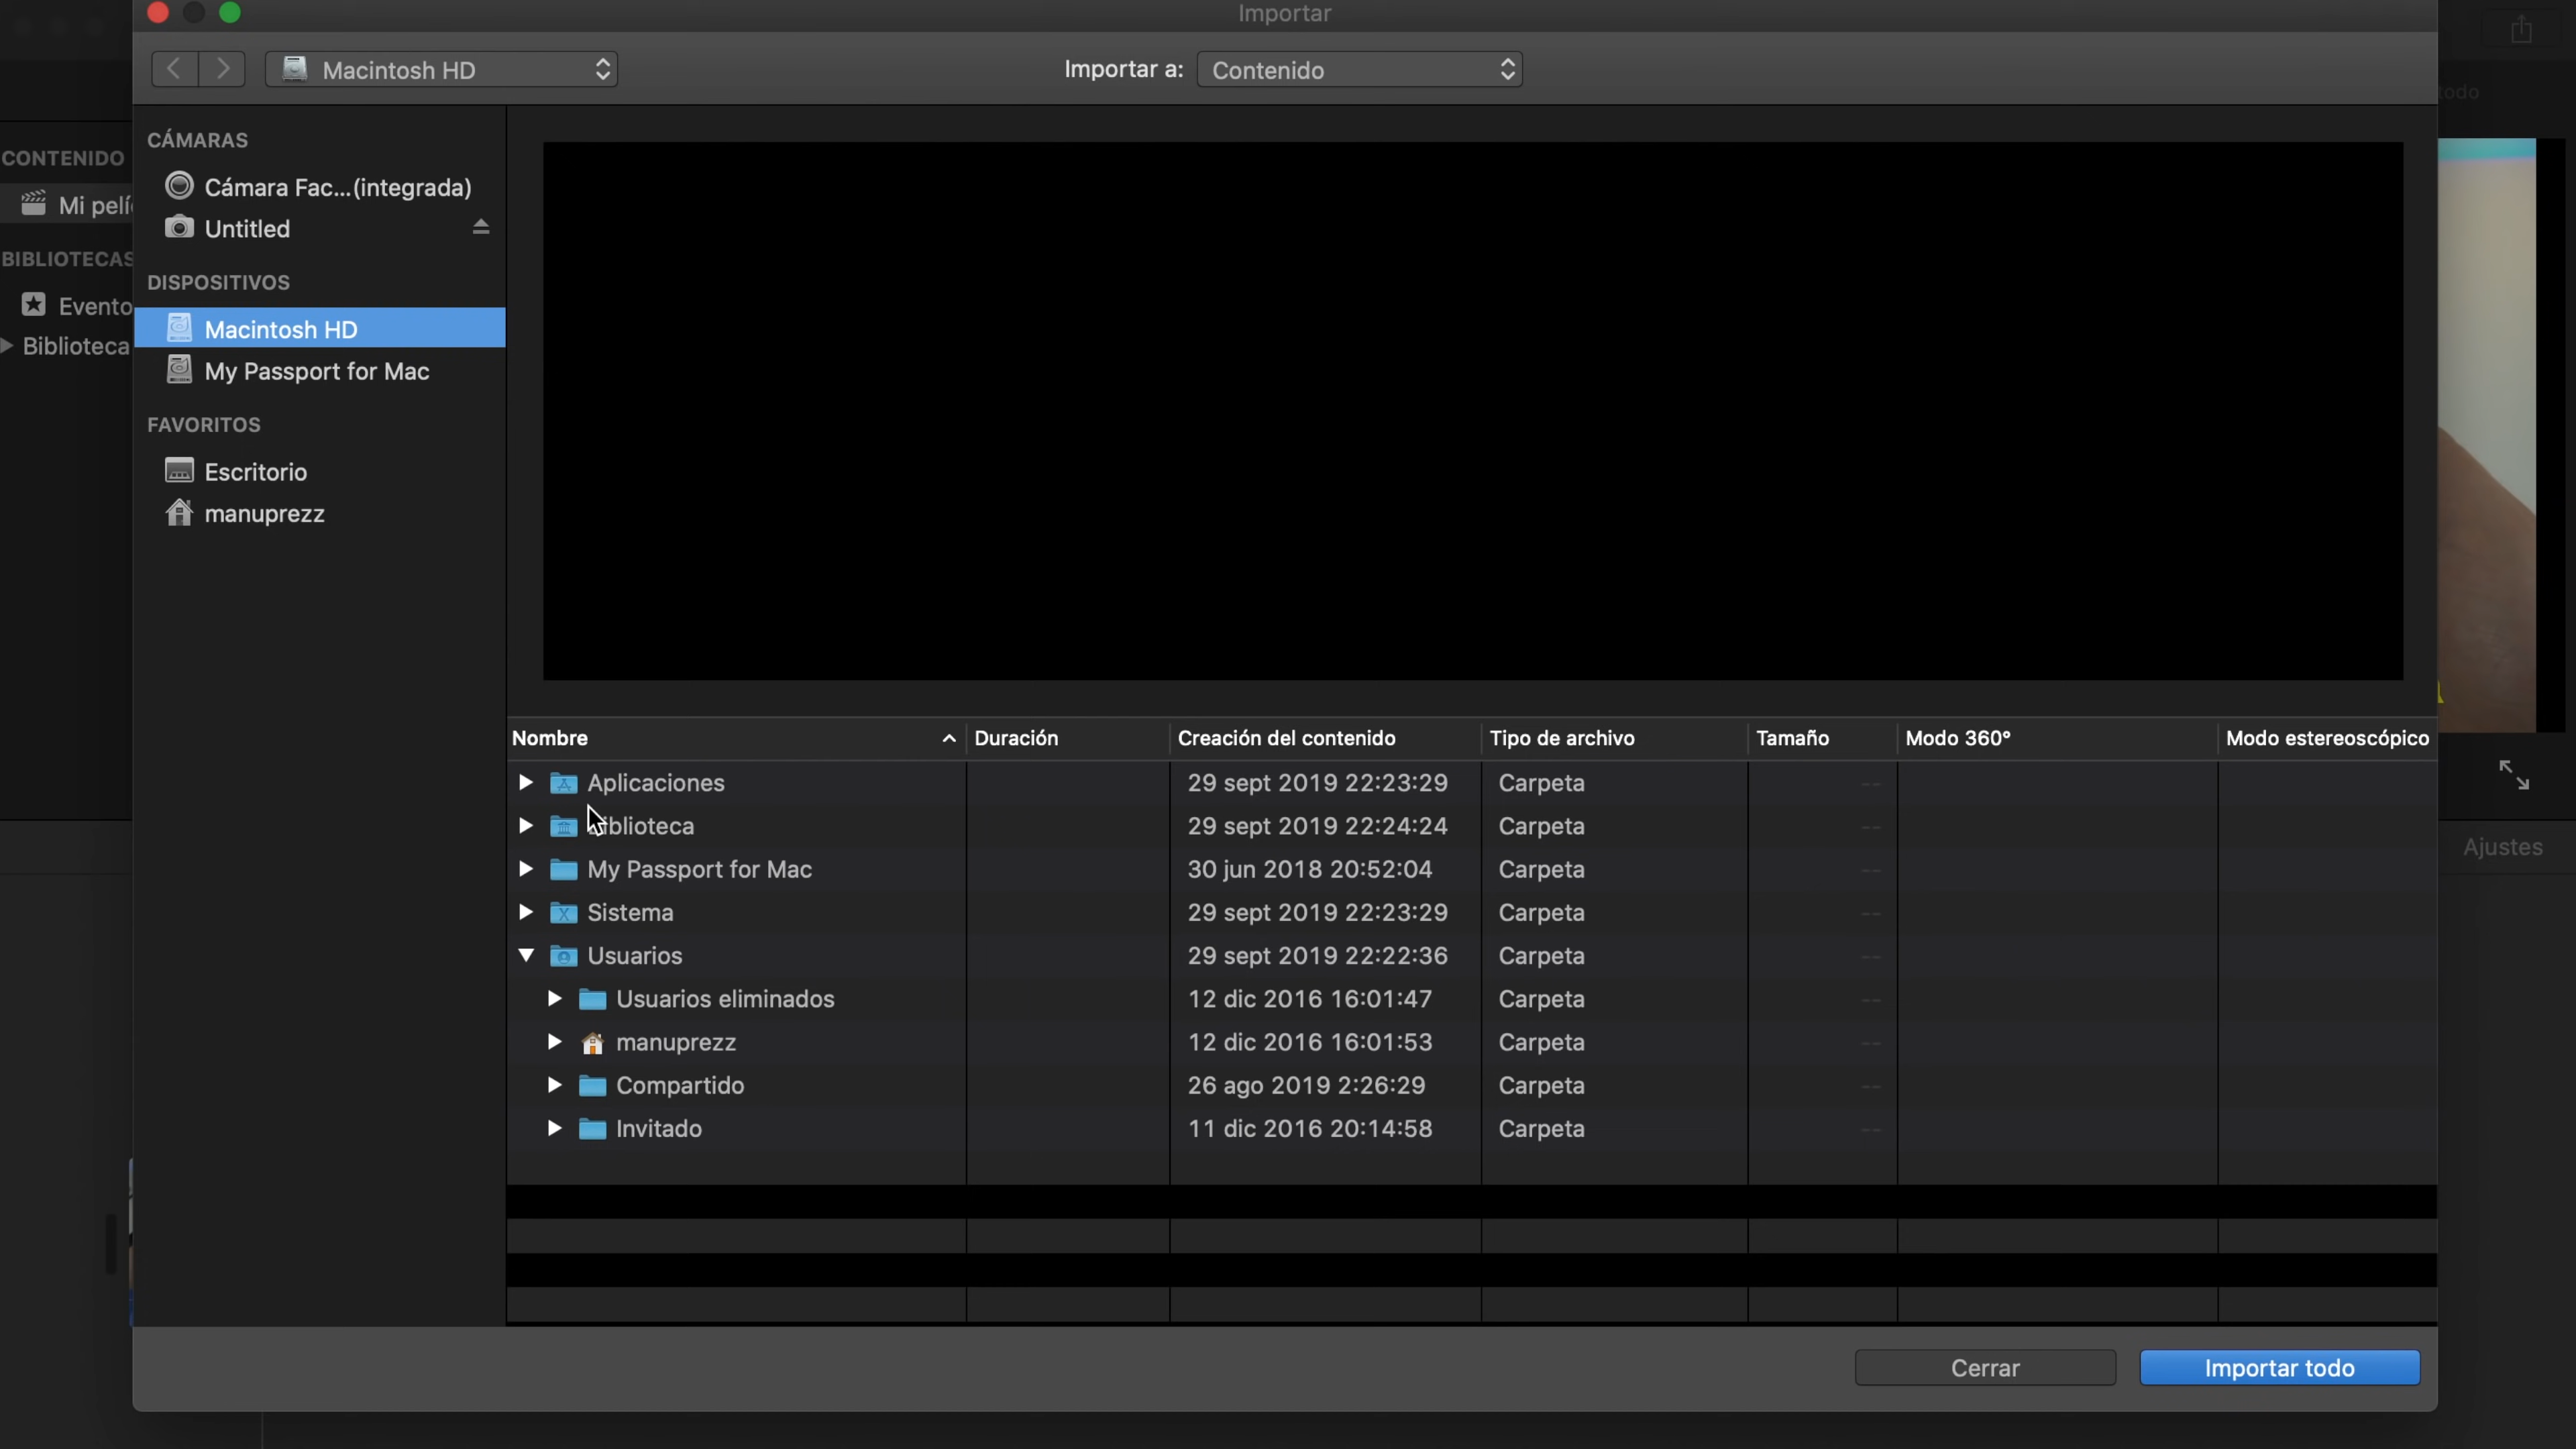 Importar
Macintosh HD
Importar a:
Contenido
todo
CONTENIDO
Mi pelí
BIBLIOTECAS
Evento
Biblioteca
CÁMARAS
Cámara Fac...(integrada)
Untitled
DISPOSITIVOS
Macintosh HD
My Passport for Mac
FAVORITOS
Escritorio
manuprezz
Nombre Duración Creación del contenido Tipo de archivo Tamaño Modo 360° Modo estereoscópico
Aplicaciones 29 sept 2019 22:23:29 Carpeta --
Biblioteca 29 sept 2019 22:24:24 Carpeta --
My Passport for Mac 30 jun 2018 20:52:04 Carpeta --
Sistema 29 sept 2019 22:23:29 Carpeta --
Usuarios 29 sept 2019 22:22:36 Carpeta --
Usuarios eliminados 12 dic 2016 16:01:47 Carpeta --
manuprezz 12 dic 2016 16:01:53 Carpeta --
Compartido 26 ago 2019 2:26:29 Carpeta --
Invitado 11 dic 2016 20:14:58 Carpeta --
Ajustes
Cerrar
Importar todo